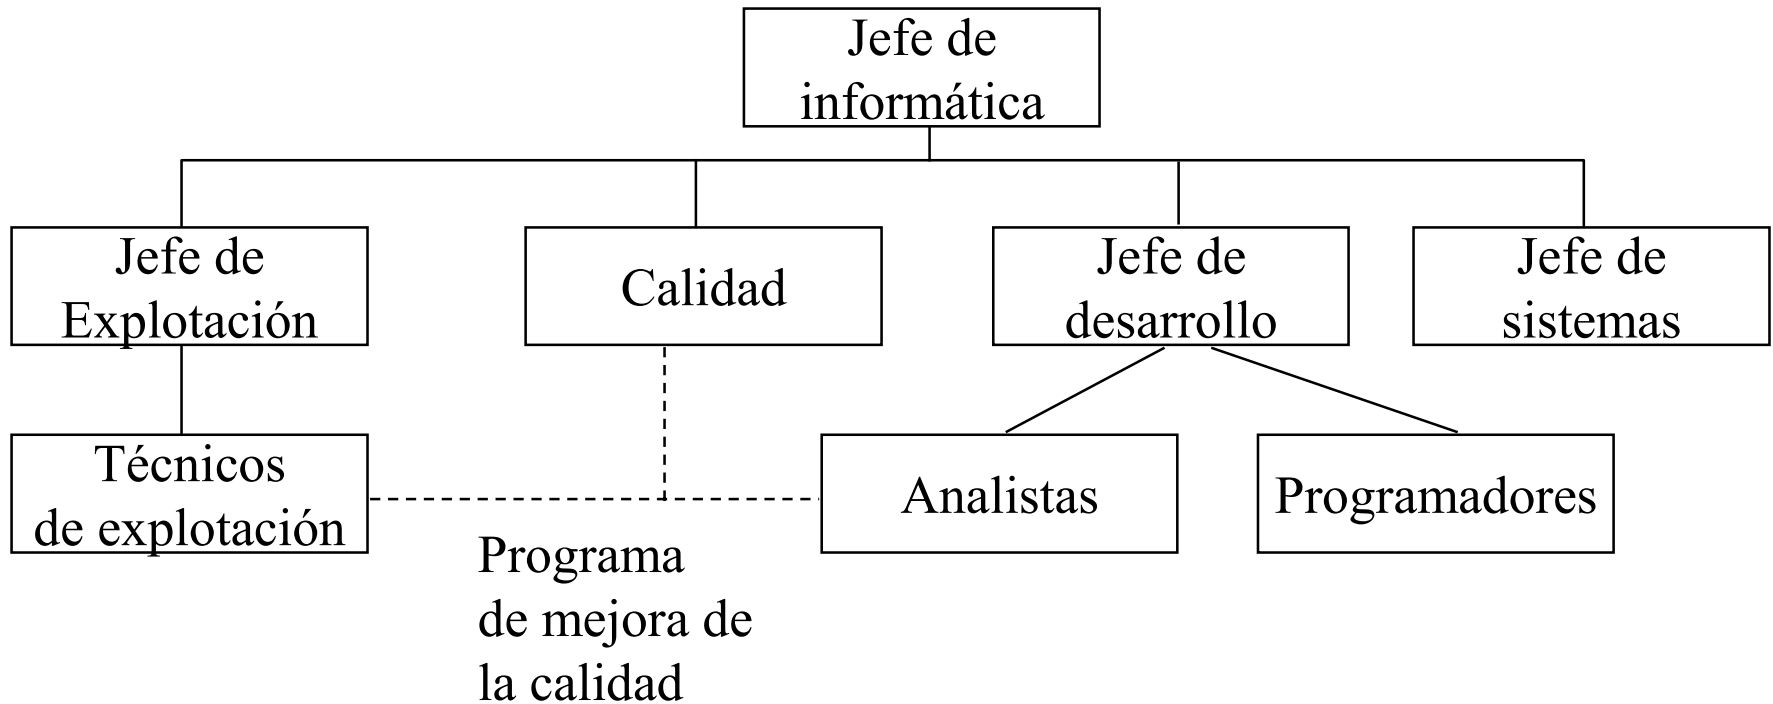 Jefe de
informática
Jefe de
Explotación
Calidad
Jefe de
desarrollo
Jefe de
sistemas
Técnicos
de explotación
Analistas
Programadores
Programa
de mejora de
la calidad